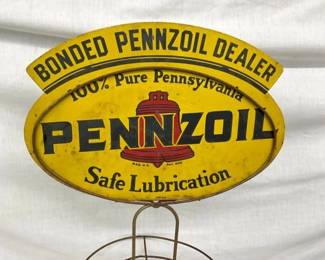 BONDED PENNZOIL DEALER
100% Pure Pennsylvania
PENNZOIL
Safe Lubrication